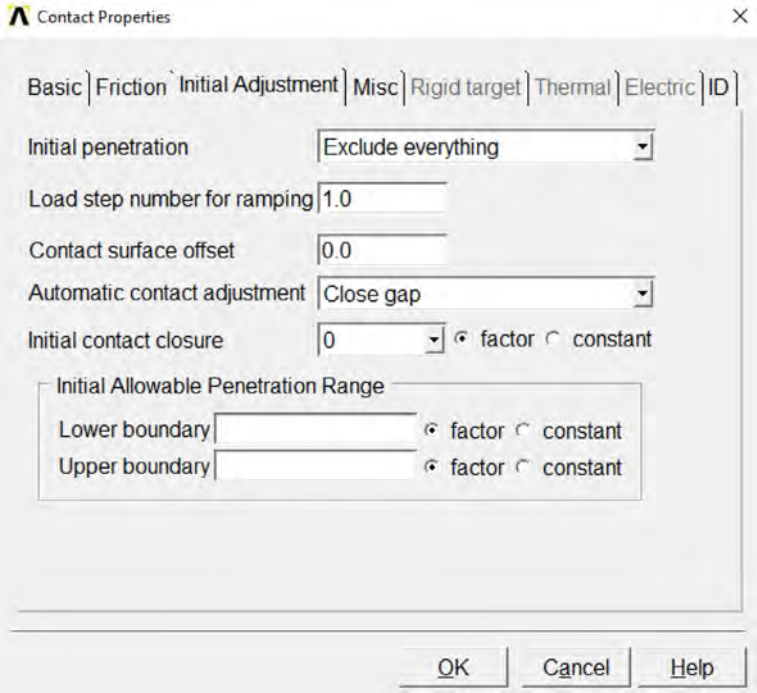 Contact Properties
Basic Friction Initial Adjustment Misc Rigid target Thermal Electric ID
Initial penetration Exclude everything
Load step number for ramping 1.0
Contact surface offset 0.0
Automatic contact adjustment Close gap
Initial contact closure 0 factor constant
Initial Allowable Penetration Range
Lower boundary factor constant
Upper boundary factor constant
OK Cancel Help